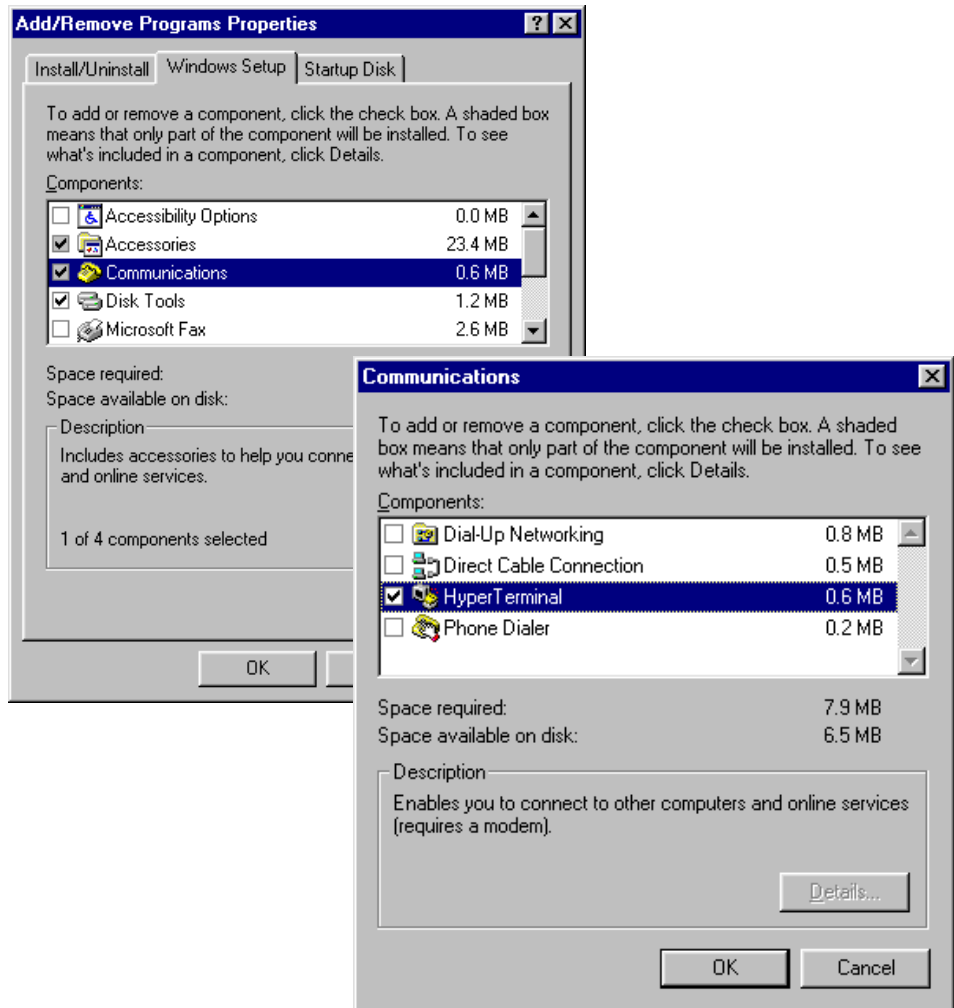 Add/Remove Programs Properties
Install/Uninstall Windows Setup Startup Disk
To add or remove a component, click the check box. A shaded box
means that only part of the component will be installed. To see
what's included in a component, click Details.
Components:
Accessibility Options 0.0 MB
Accessories 23.4 MB
Communications 0.6 MB
Disk Tools 1.2 MB
Microsoft Fax 2.6 MB
Space required:
Space available on disk:
Description
Includes accessories to help you conne
and online services.
1 of 4 components selected
OK
Communications
To add or remove a component, click the check box. A shaded
box means that only part of the component will be installed. To see
what's included in a component, click Details.
Components:
Dial-Up Networking 0.8 MB
Direct Cable Connection 0.5 MB
HyperTerminal 0.6 MB
Phone Dialer 0.2 MB
Space required: 7.9 MB
Space available on disk: 6.5 MB
Description
Enables you to connect to other computers and online services
(requires a modem).
Details...
OK Cancel